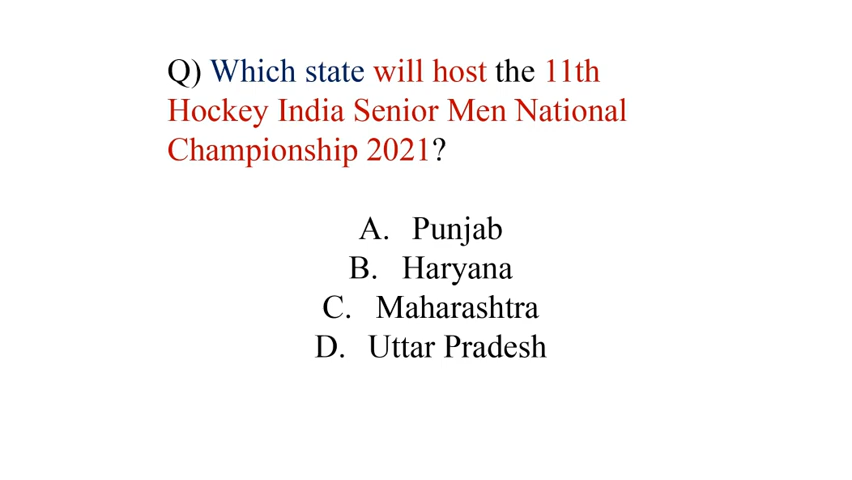 Q) Which state will host the 11th
Hockey India Senior Men National
Championship 2021?
A. Punjab
B. Haryana
C. Maharashtra
D. Uttar Pradesh